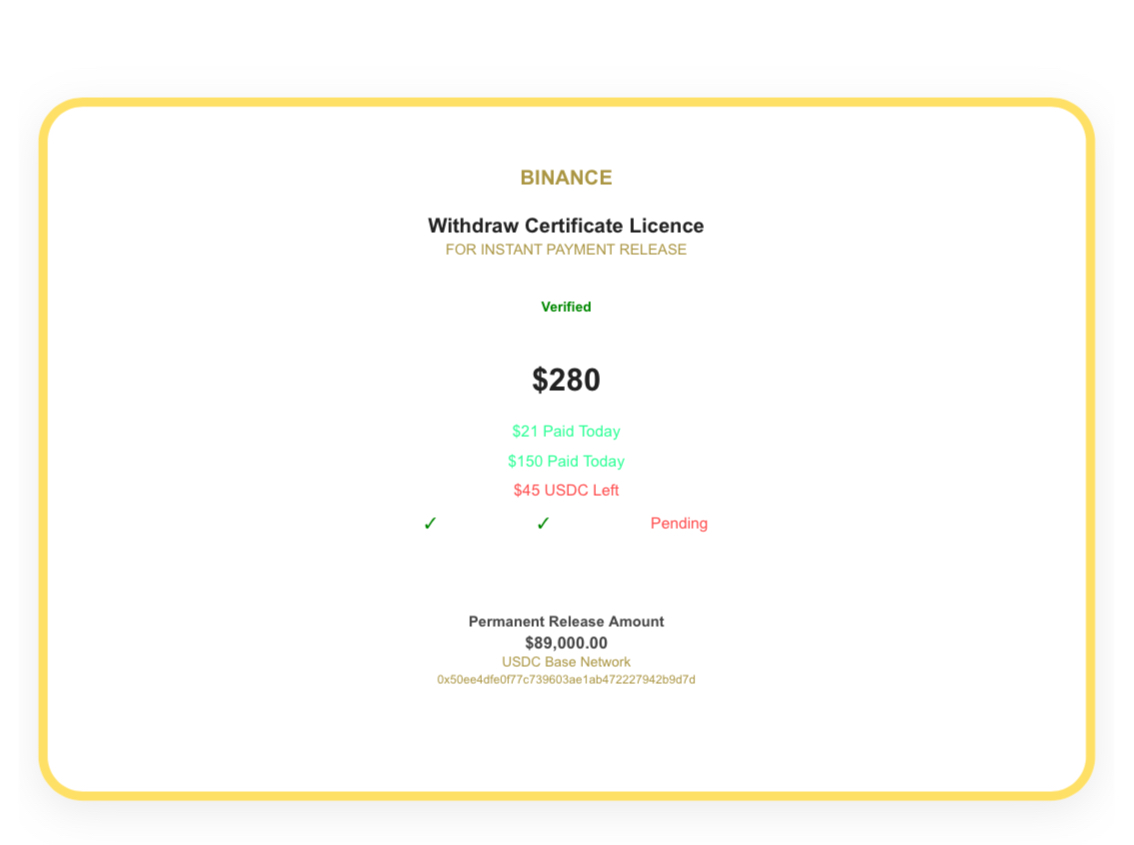 BINANCE
Withdraw Certificate Licence
FOR INSTANT PAYMENT RELEASE
Verified
$280
$21 Paid Today
$150 Paid Today
$45 USDC Left
✓ ✓ Pending
Permanent Release Amount
$89,000.00
USDC Base Network
0x50ee4dfe0f77c739603ae1ab472227942b9d7d